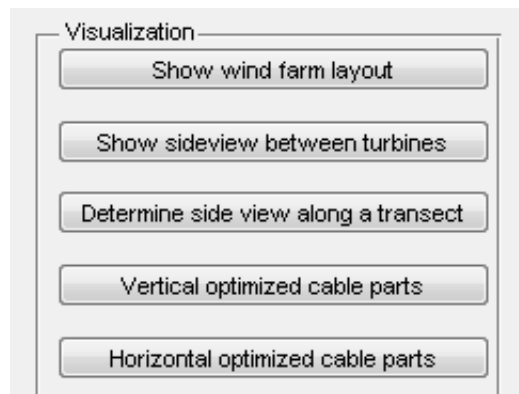 Visualization
Show wind farm layout
Show sideview between turbines
Determine side view along a transect
Vertical optimized cable parts
Horizontal optimized cable parts